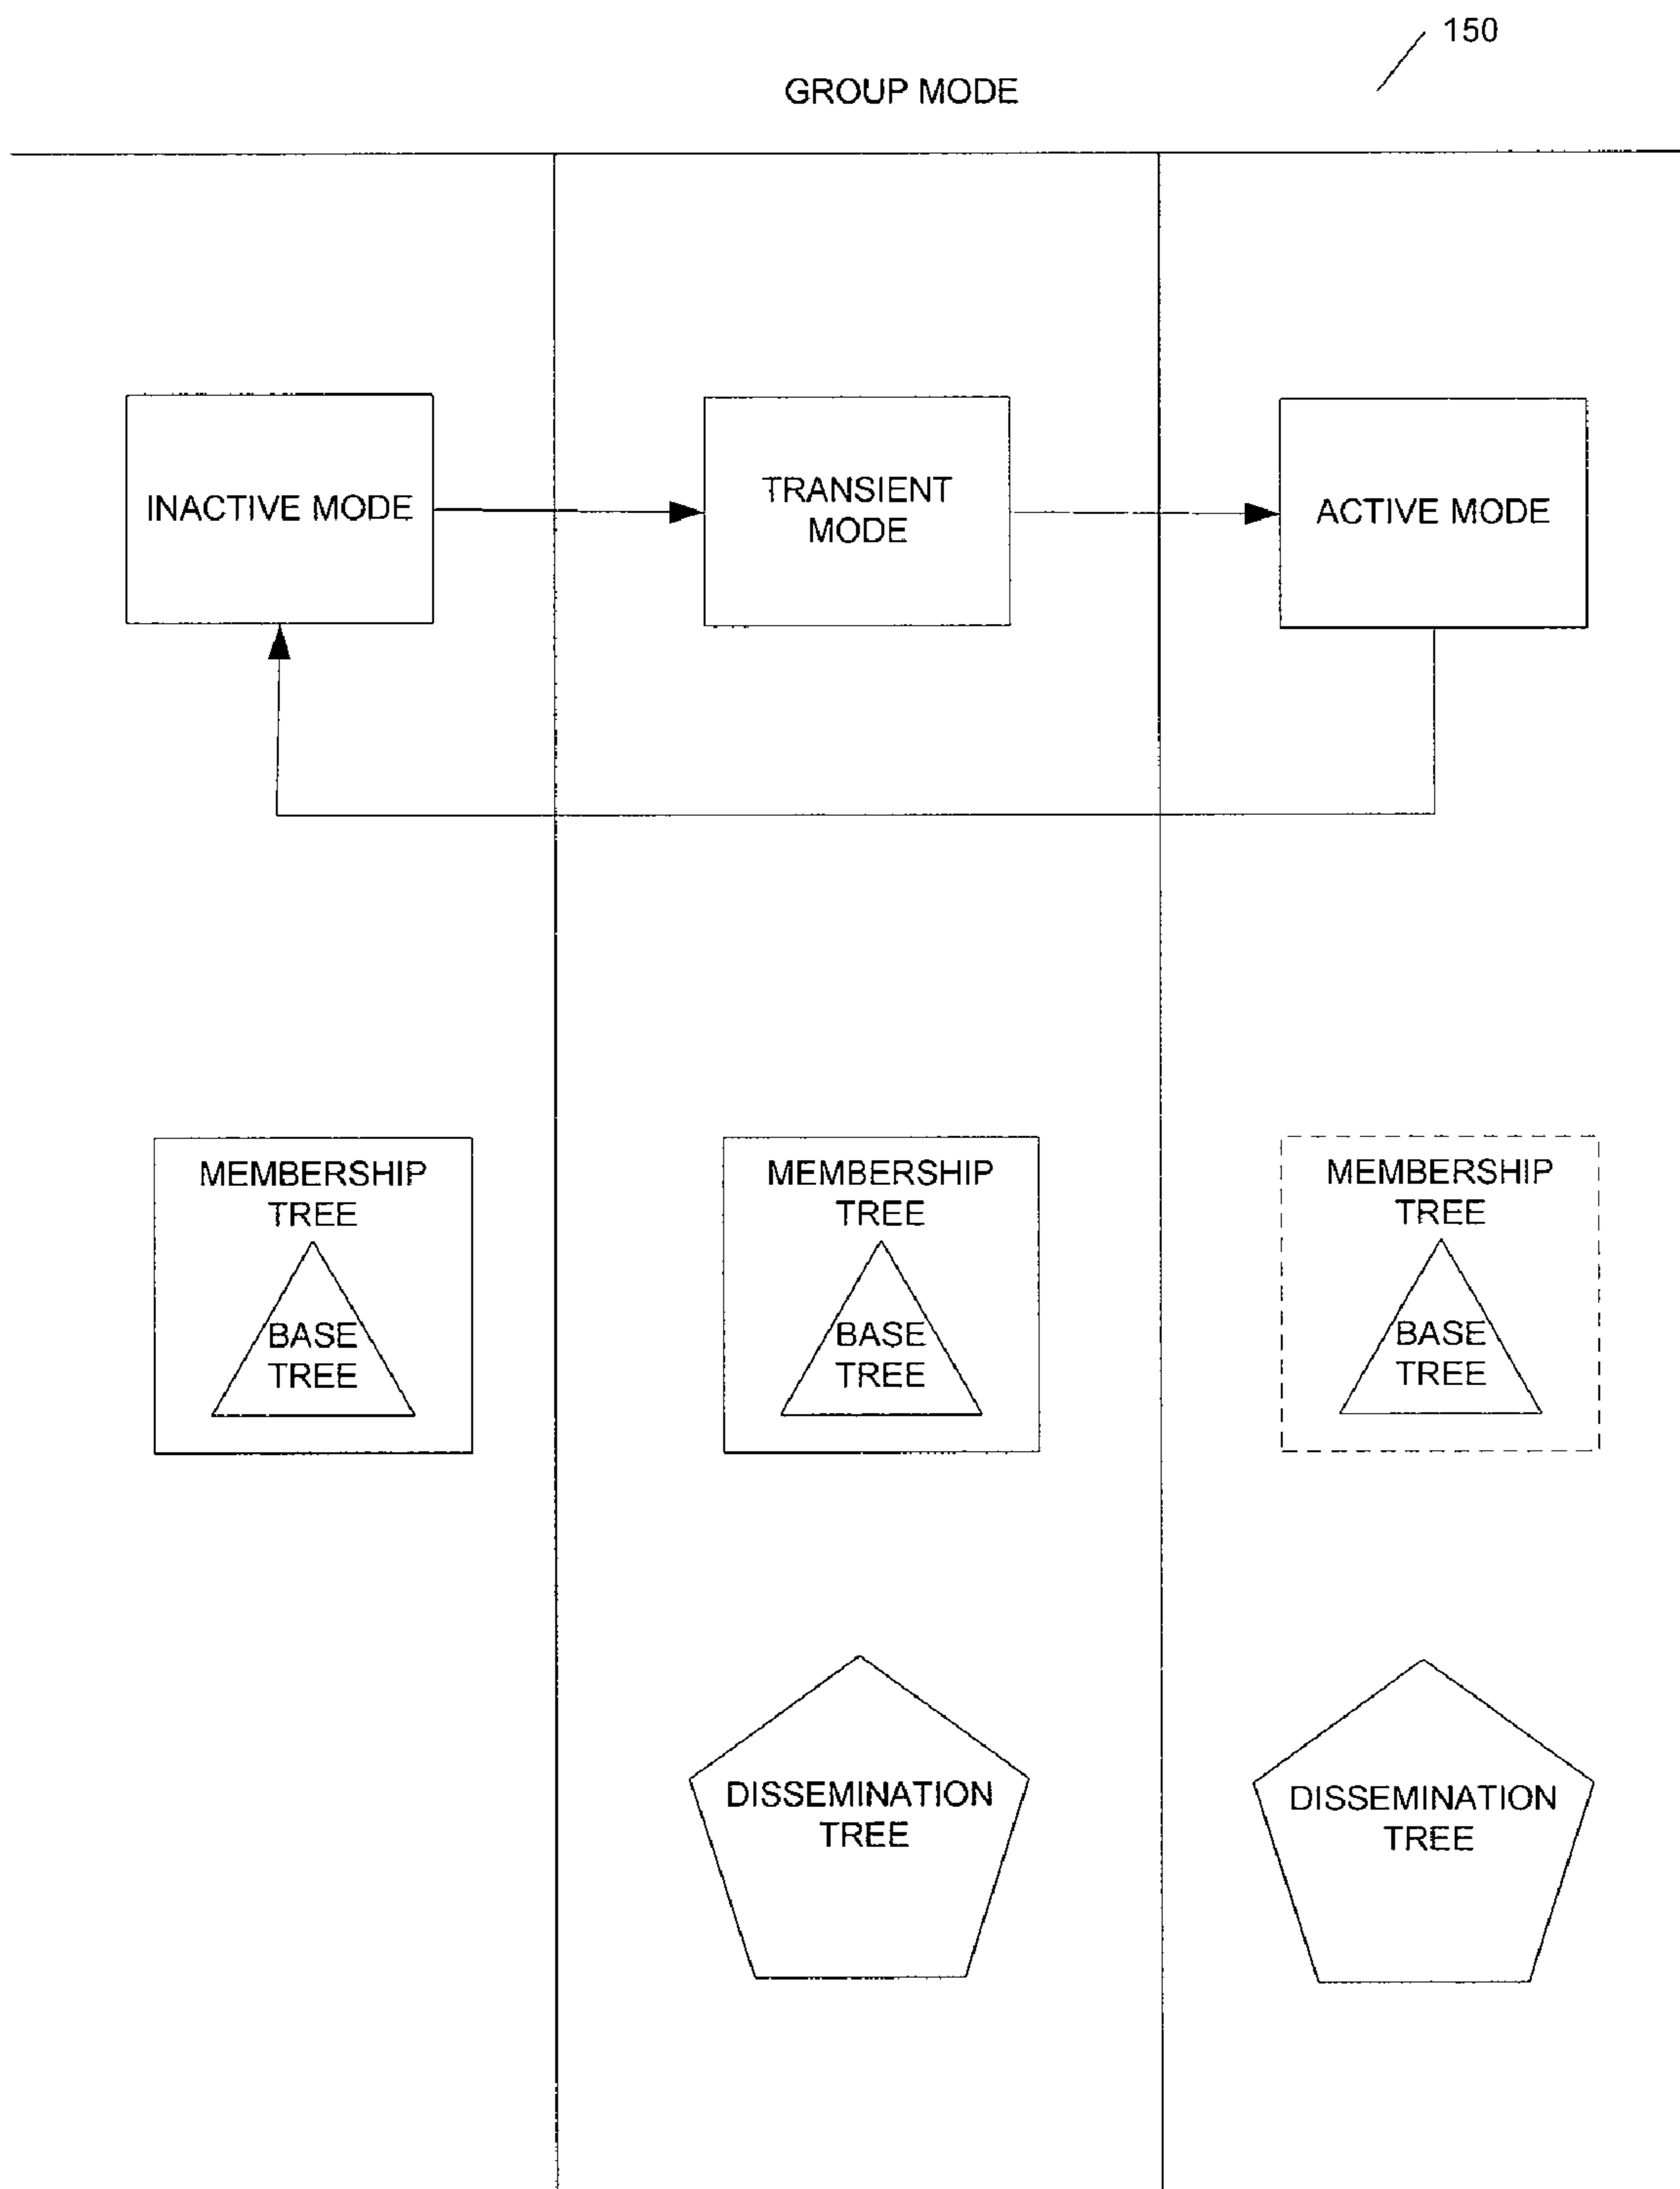 150
GROUP MODE
INACTIVE MODE
TRANSIENT
MODE
ACTIVE MODE
MEMBERSHIP
TREE
BASE
TREE
MEMBERSHIP
TREE
BASE
TREE
MEMBERSHIP
TREE
BASE
TREE
DISSEMINATION
TREE
DISSEMINATION
TREE